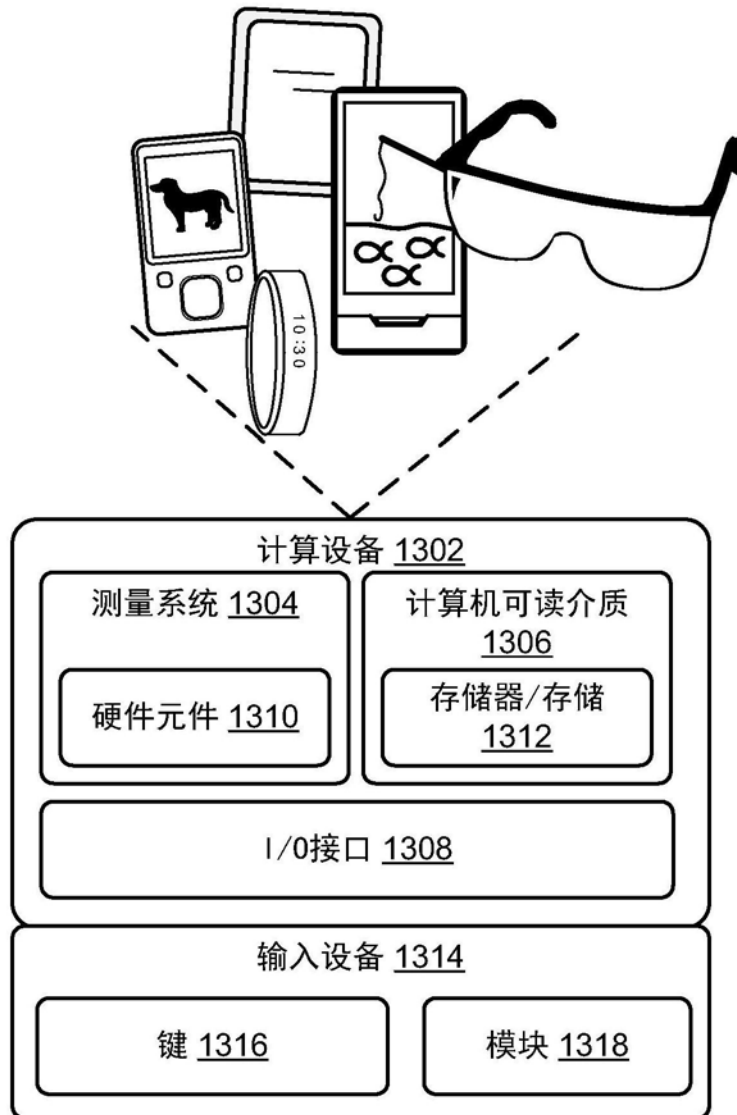 10:30
计算设备 1302
测量系统 1304
计算机可读介质
1306
硬件元件 1310
存储器/存储
1312
I/O接口 1308
输入设备 1314
键 1316
模块 1318